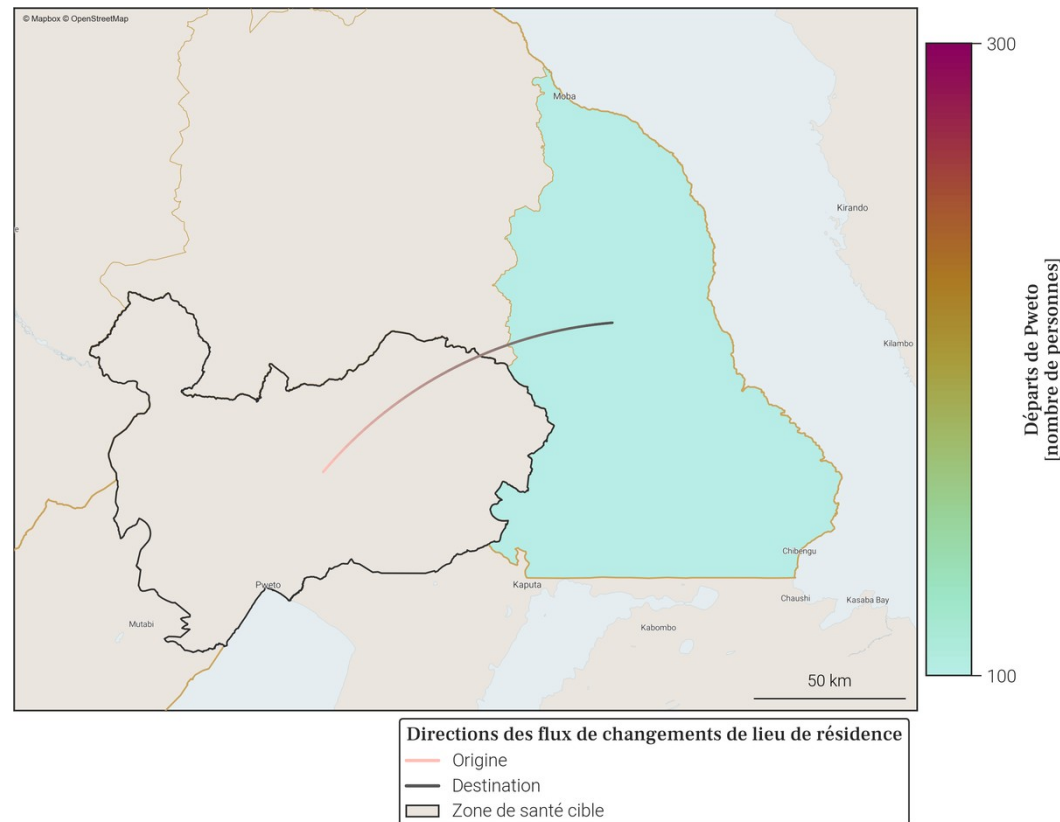 © Mapbox © OpenStreetMap
Moba
Kirando
e
Kilambo
Chibengu
Pweto
Kaputa
Chaushi
Kasaba Bay
Mutabi
Kabombo
50 km
300
100
Départs de Pweto
[nombre de personnes]
Directions des flux de changements de lieu de résidence
Origine
Destination
Zone de santé cible